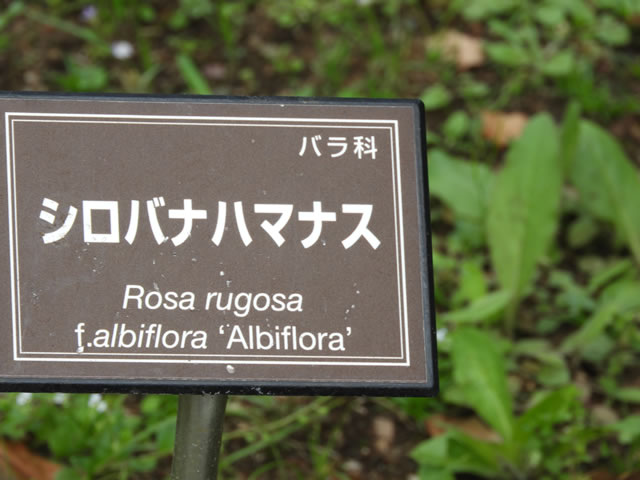 バラ科
シロバナハマナス
Rosa rugosa
f.albiflora ‘Albiflora’